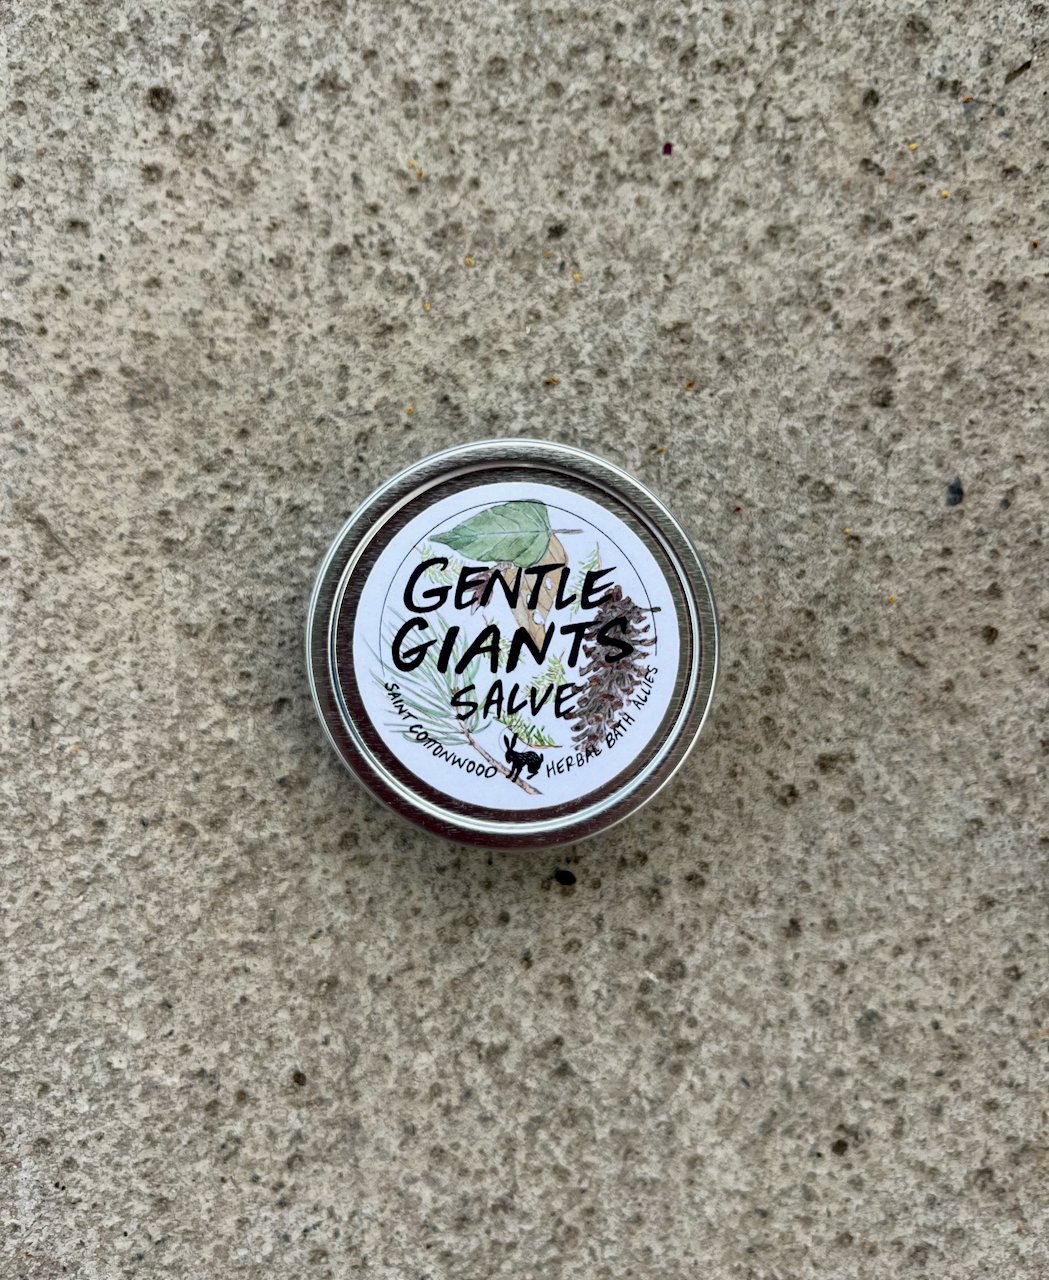 GENTLE
GIANTS
SALVE
SAINT COTTONWOOD
HERBAL BATH ALLIES